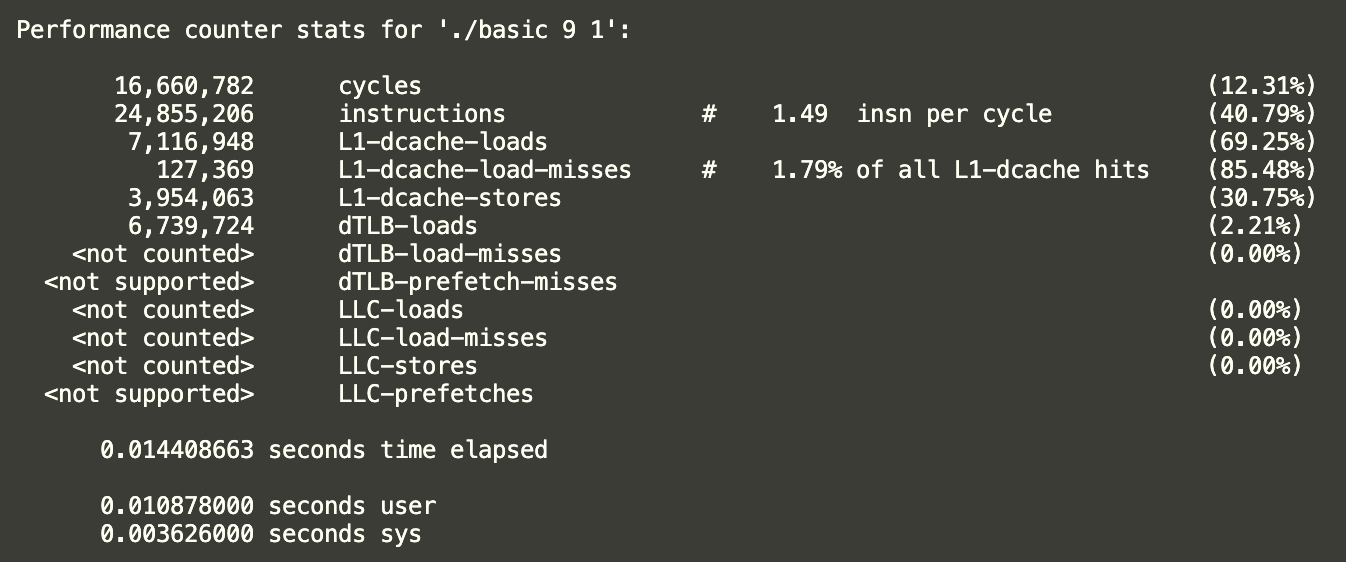 Performance counter stats for './basic 9 1':
16,660,782 cycles (12.31%)
24,855,206 instructions # 1.49 insn per cycle (40.79%)
7,116,948 L1-dcache-loads (69.25%)
127,369 L1-dcache-load-misses # 1.79% of all L1-dcache hits (85.48%)
3,954,063 L1-dcache-stores (30.75%)
6,739,724 dTLB-loads (2.21%)
<not counted> dTLB-load-misses (0.00%)
<not supported> dTLB-prefetch-misses
<not counted> LLC-loads (0.00%)
<not counted> LLC-load-misses (0.00%)
<not counted> LLC-stores (0.00%)
<not supported> LLC-prefetches
0.014408663 seconds time elapsed
0.010878000 seconds user
0.003626000 seconds sys